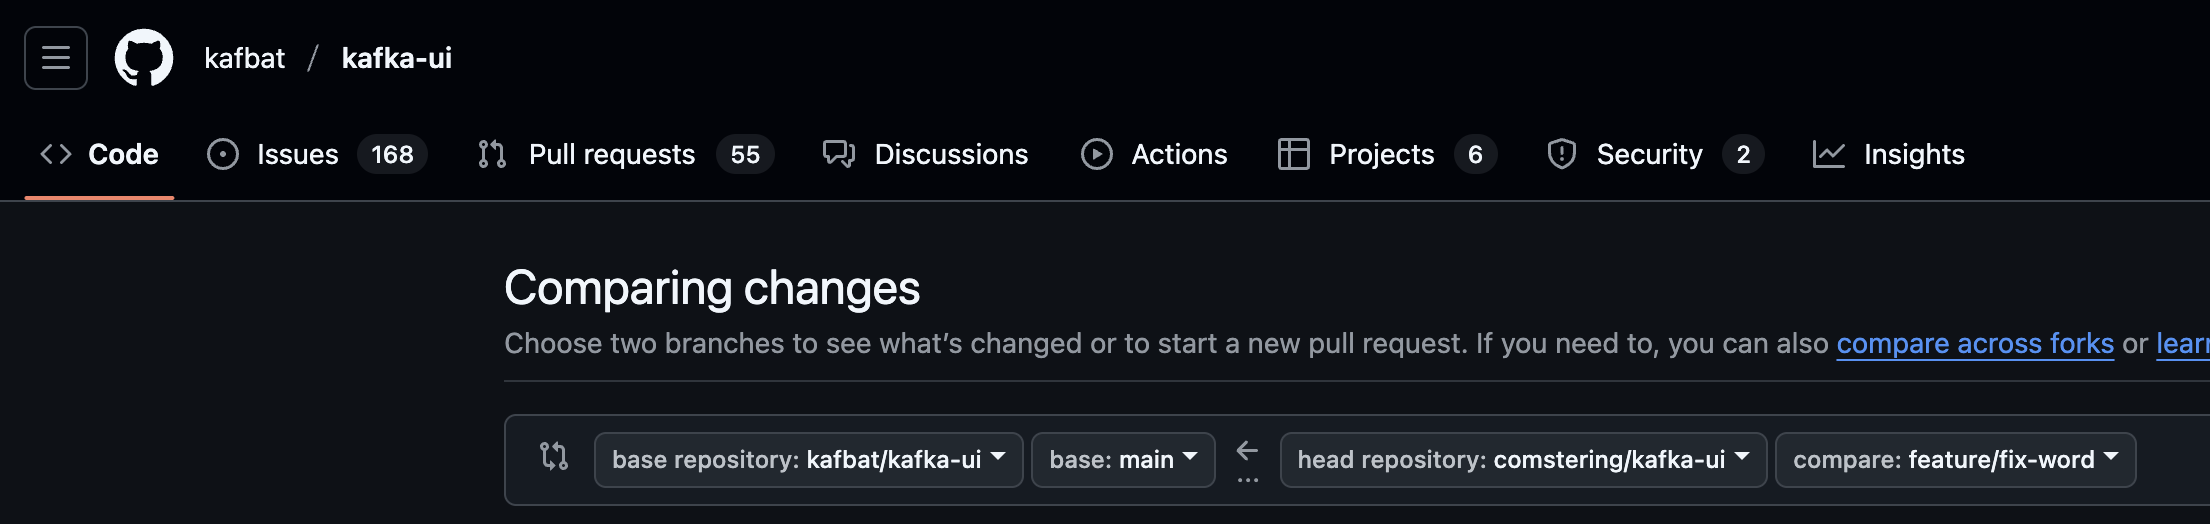 kafbat / kafka-ui
Code Issues 168 Pull requests 55 Discussions Actions Projects 6 Security 2 Insights
Comparing changes
Choose two branches to see what’s changed or to start a new pull request. If you need to, you can also compare across forks or lear
base repository: kafbat/kafka-ui base: main ← ... head repository: comstering/kafka-ui compare: feature/fix-word